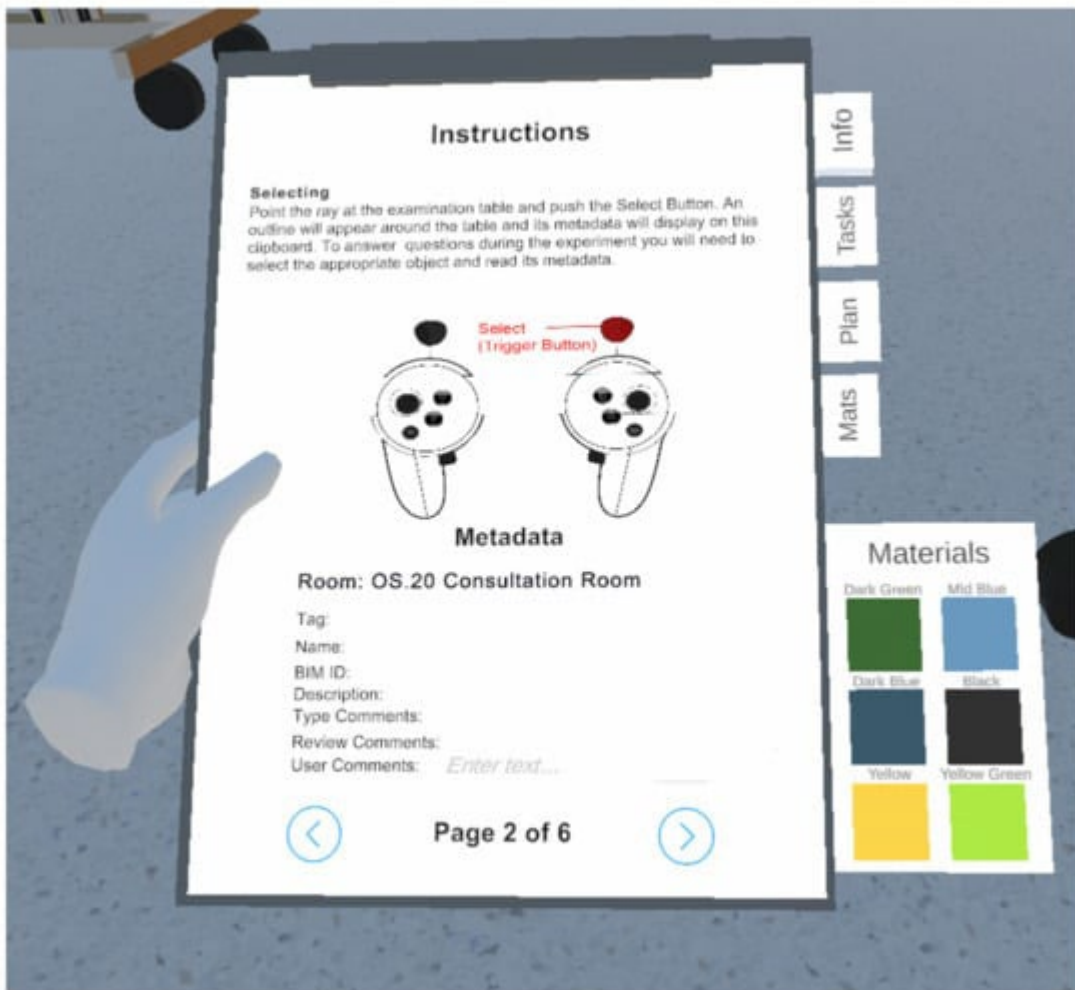 Instructions
Selecting
Point the ray at the examination table and push the Select Button. An
outline will appear around the table and its metadata will display on this
clipboard. To answer questions during the experiment you will need to
select the appropriate object and read its metadata.
Select
(Trigger Button)
Metadata
Room: OS.20 Consultation Room
Tag:
Name:
BIM ID:
Description:
Type Comments:
Review Comments:
User Comments: Enter text...
Page 2 of 6
Info
Tasks
Plan
Mats
Materials
Dark Green Mid Blue
Dark Blue Black
Yellow Yellow Green